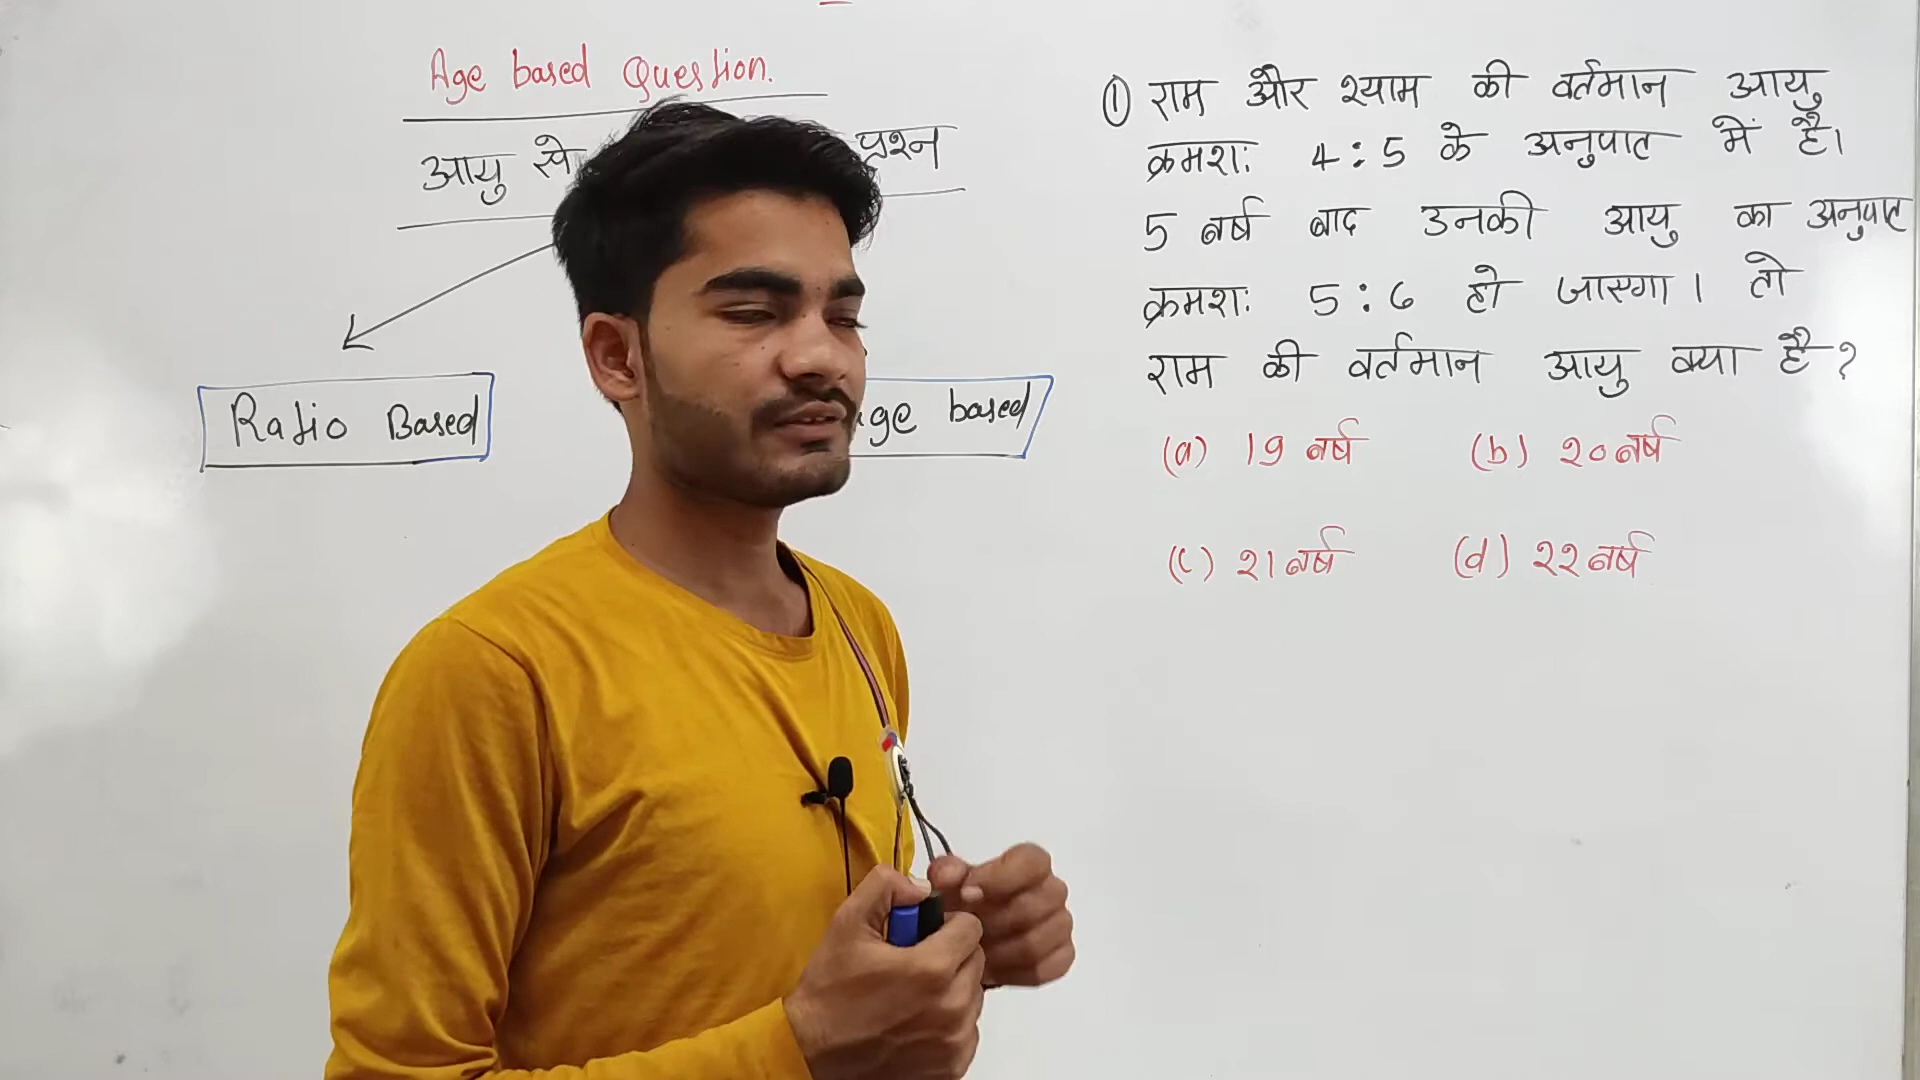 Age based Question.
आयु से प्रश्न
Ratio Based
age based
① राम और श्याम की वर्तमान आयु
क्रमशः 4:5 के अनुपात में है।
5 वर्ष बाद उनकी आयु का अनुपात
क्रमशः 5:6 हो जाएगा। तो
राम की वर्तमान आयु क्या है?
(a) 19 वर्ष (b) 20 वर्ष
(c) 21 वर्ष (d) 22 वर्ष